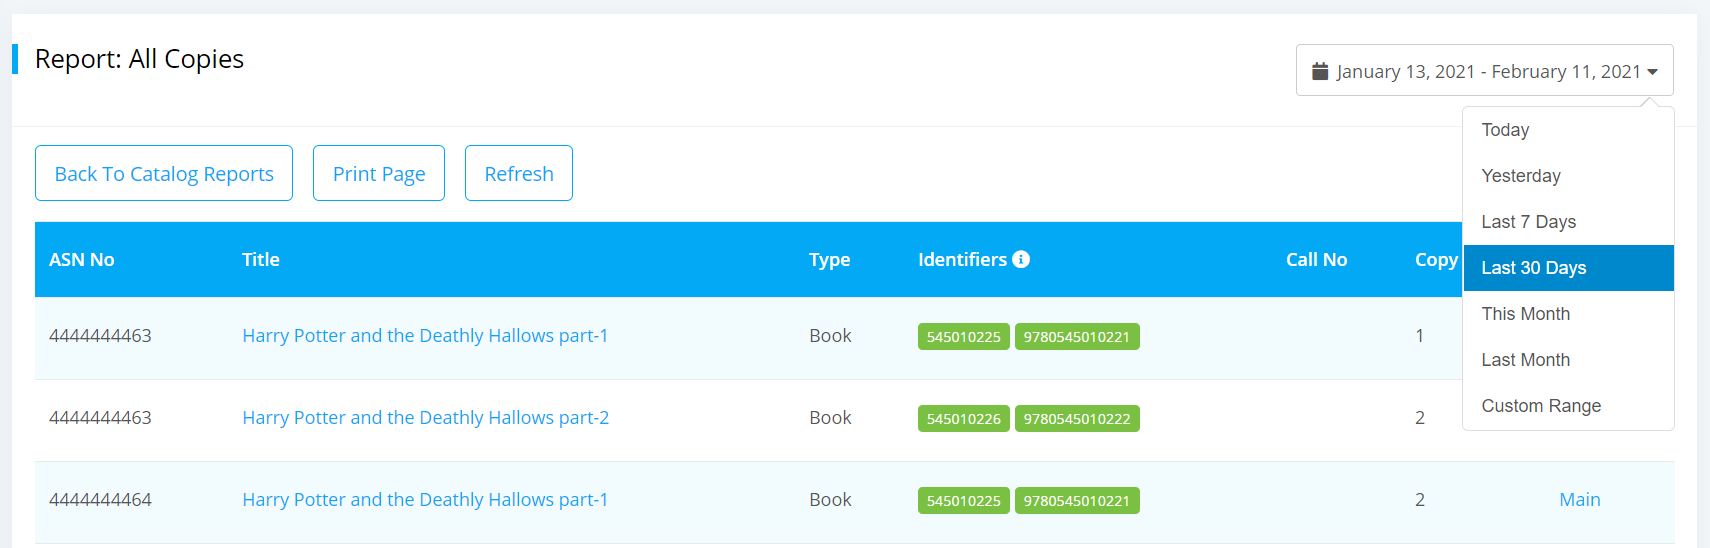 Report: All Copies
January 13, 2021 - February 11, 2021
Today
Yesterday
Last 7 Days
Last 30 Days
This Month
Last Month
Custom Range
Back To Catalog Reports Print Page Refresh
ASN No Title Type Identifiers Call No Copy
4444444463 Harry Potter and the Deathly Hallows part-1 Book 545010225 9780545010221 1
4444444463 Harry Potter and the Deathly Hallows part-2 Book 545010226 9780545010222 2
4444444464 Harry Potter and the Deathly Hallows part-1 Book 545010225 9780545010221 2 Main